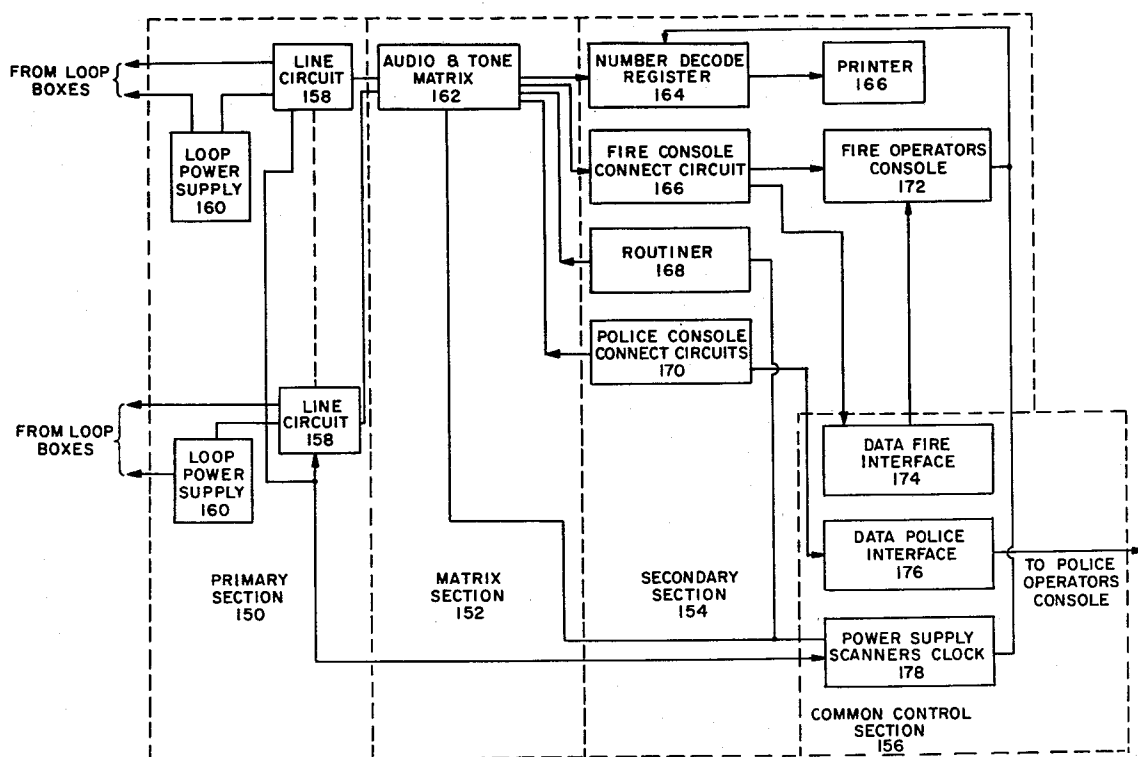 FROM LOOP
BOXES
LINE
CIRCUIT
158
LOOP
POWER
SUPPLY
160
AUDIO & TONE
MATRIX
162
NUMBER DECODE
REGISTER
164
PRINTER
166
FIRE CONSOLE
CONNECT CIRCUIT
166
FIRE OPERATORS
CONSOLE
172
ROUTINER
168
POLICE CONSOLE
CONNECT CIRCUITS
170
FROM LOOP
BOXES
LINE
CIRCUIT
158
LOOP
POWER
SUPPLY
160
DATA FIRE
INTERFACE
174
DATA POLICE
INTERFACE
176
TO POLICE
OPERATORS
CONSOLE
PRIMARY
SECTION
150
MATRIX
SECTION
152
SECONDARY
SECTION
154
POWER SUPPLY
SCANNERS CLOCK
178
COMMON CONTROL
SECTION
156